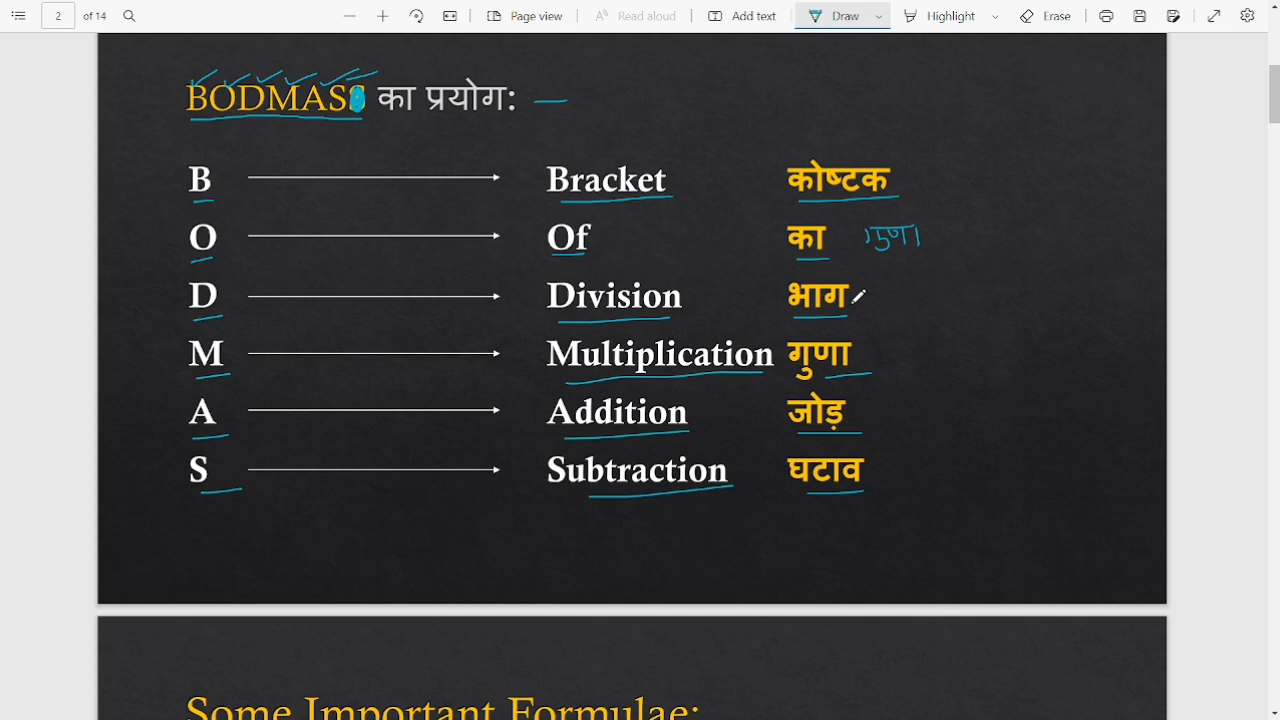 2 of 14 Page view Read aloud Add text Draw Highlight Erase
BODMASS का प्रयोग:
B Bracket कोष्टक
O Of का गुणा
D Division भाग
M Multiplication गुणा
A Addition जोड़
S Subtraction घटाव
Some Important Formulae: